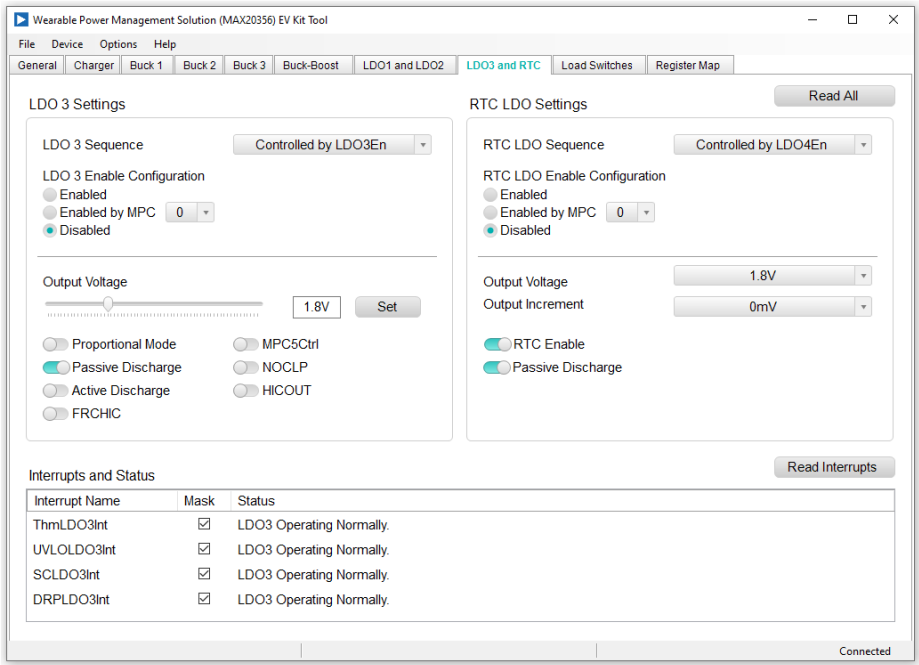 Wearable Power Management Solution (MAX20356) EV Kit Tool
File Device Options Help
General Charger Buck 1 Buck 2 Buck 3 Buck-Boost LDO1 and LDO2 LDO3 and RTC Load Switches Register Map
Read All
LDO 3 Settings
LDO 3 Sequence Controlled by LDO3En
LDO 3 Enable Configuration
Enabled
Enabled by MPC 0
Disabled
Output Voltage
1.8V Set
Proportional Mode MPC5Ctrl
Passive Discharge NOCLP
Active Discharge HICOUT
FRCHIC
RTC LDO Settings
RTC LDO Sequence Controlled by LDO4En
RTC LDO Enable Configuration
Enabled
Enabled by MPC 0
Disabled
Output Voltage 1.8V
Output Increment 0mV
RTC Enable
Passive Discharge
Interrupts and Status
Read Interrupts
Interrupt Name Mask Status
ThmLDO3Int LDO3 Operating Normally.
UVLOLDO3Int LDO3 Operating Normally.
SCLDO3Int LDO3 Operating Normally.
DRPLDO3Int LDO3 Operating Normally.
Connected